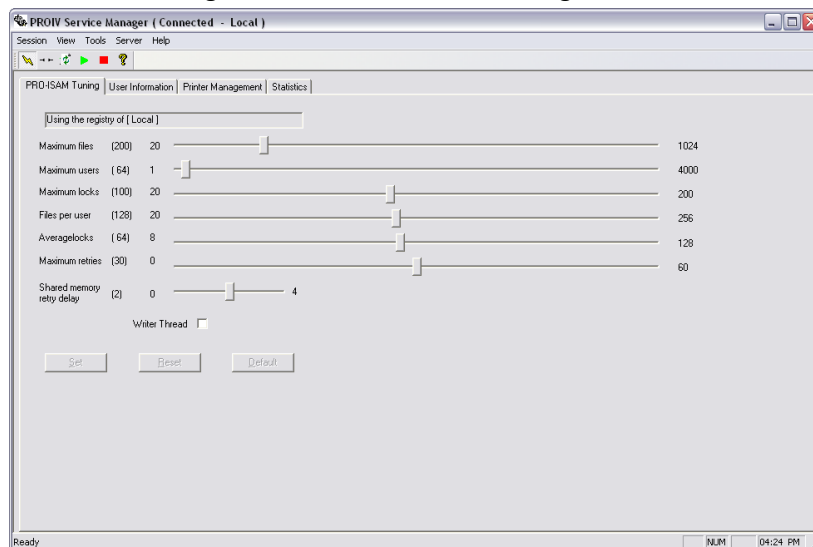 PROIV Service Manager ( Connected - Local )
Session View Tools Server Help
PRO-ISAM Tuning User Information Printer Management Statistics
Using the registry of [ Local ]
Maximum files (200) 20 1024
Maximum users ( 64) 1 4000
Maximum locks (100) 20 200
Files per user (128) 20 256
Averagelocks ( 64) 8 128
Maximum retries (30) 0 60
Shared memory
retry delay (2) 0 4
Writer Thread
Set Reset Default
Ready NUM 04:24 PM